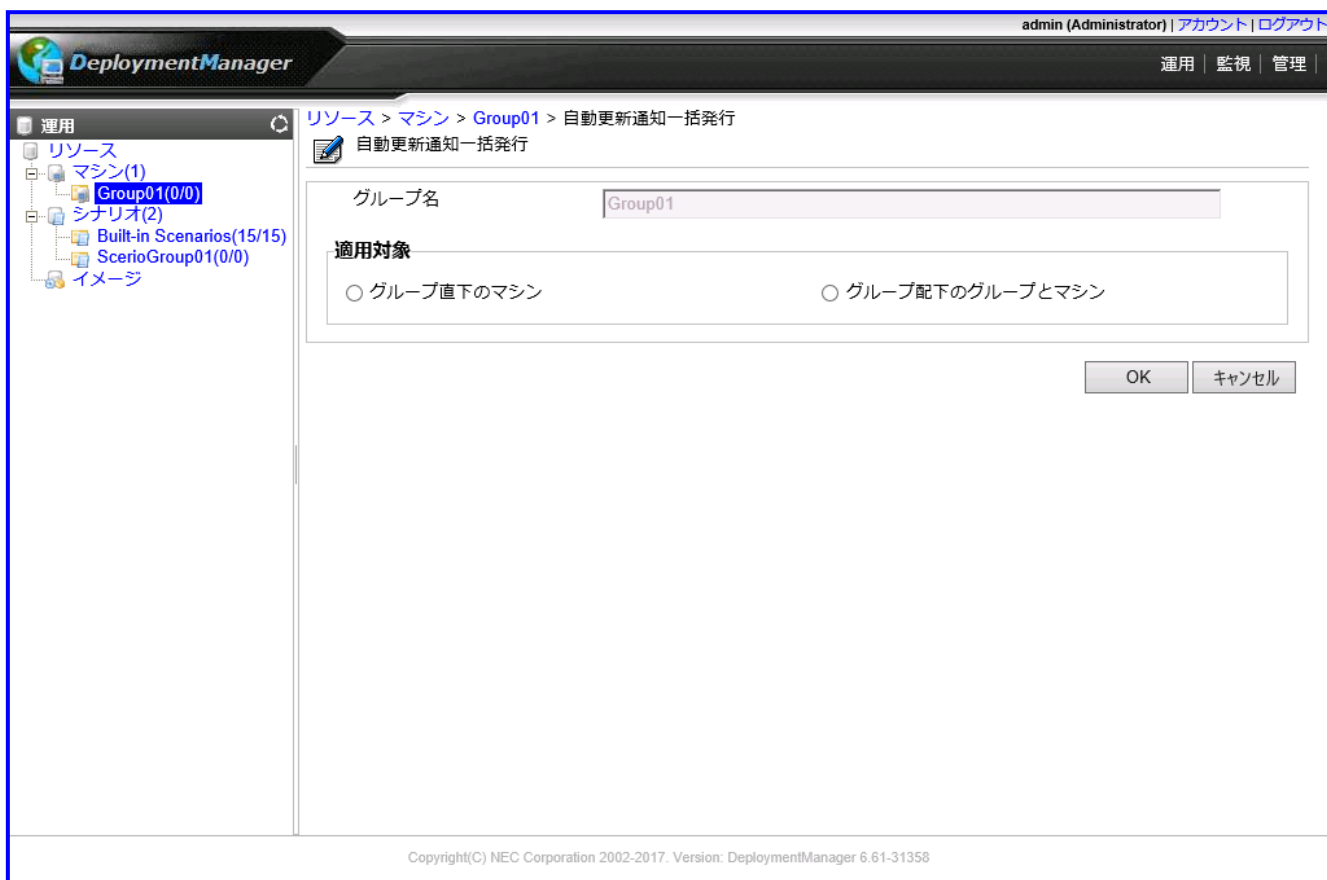 admin (Administrator) | アカウント | ログアウト
DeploymentManager
運用 | 監視 | 管理 |
運用
リソース
マシン(1)
Group01(0/0)
シナリオ(2)
Built-in Scenarios(15/15)
ScerioGroup01(0/0)
イメージ
リソース > マシン > Group01 > 自動更新通知一括発行
自動更新通知一括発行
グループ名 Group01
適用対象
グループ直下のマシン グループ配下のグループとマシン
OK キャンセル
Copyright(C) NEC Corporation 2002-2017. Version: DeploymentManager 6.61-31358